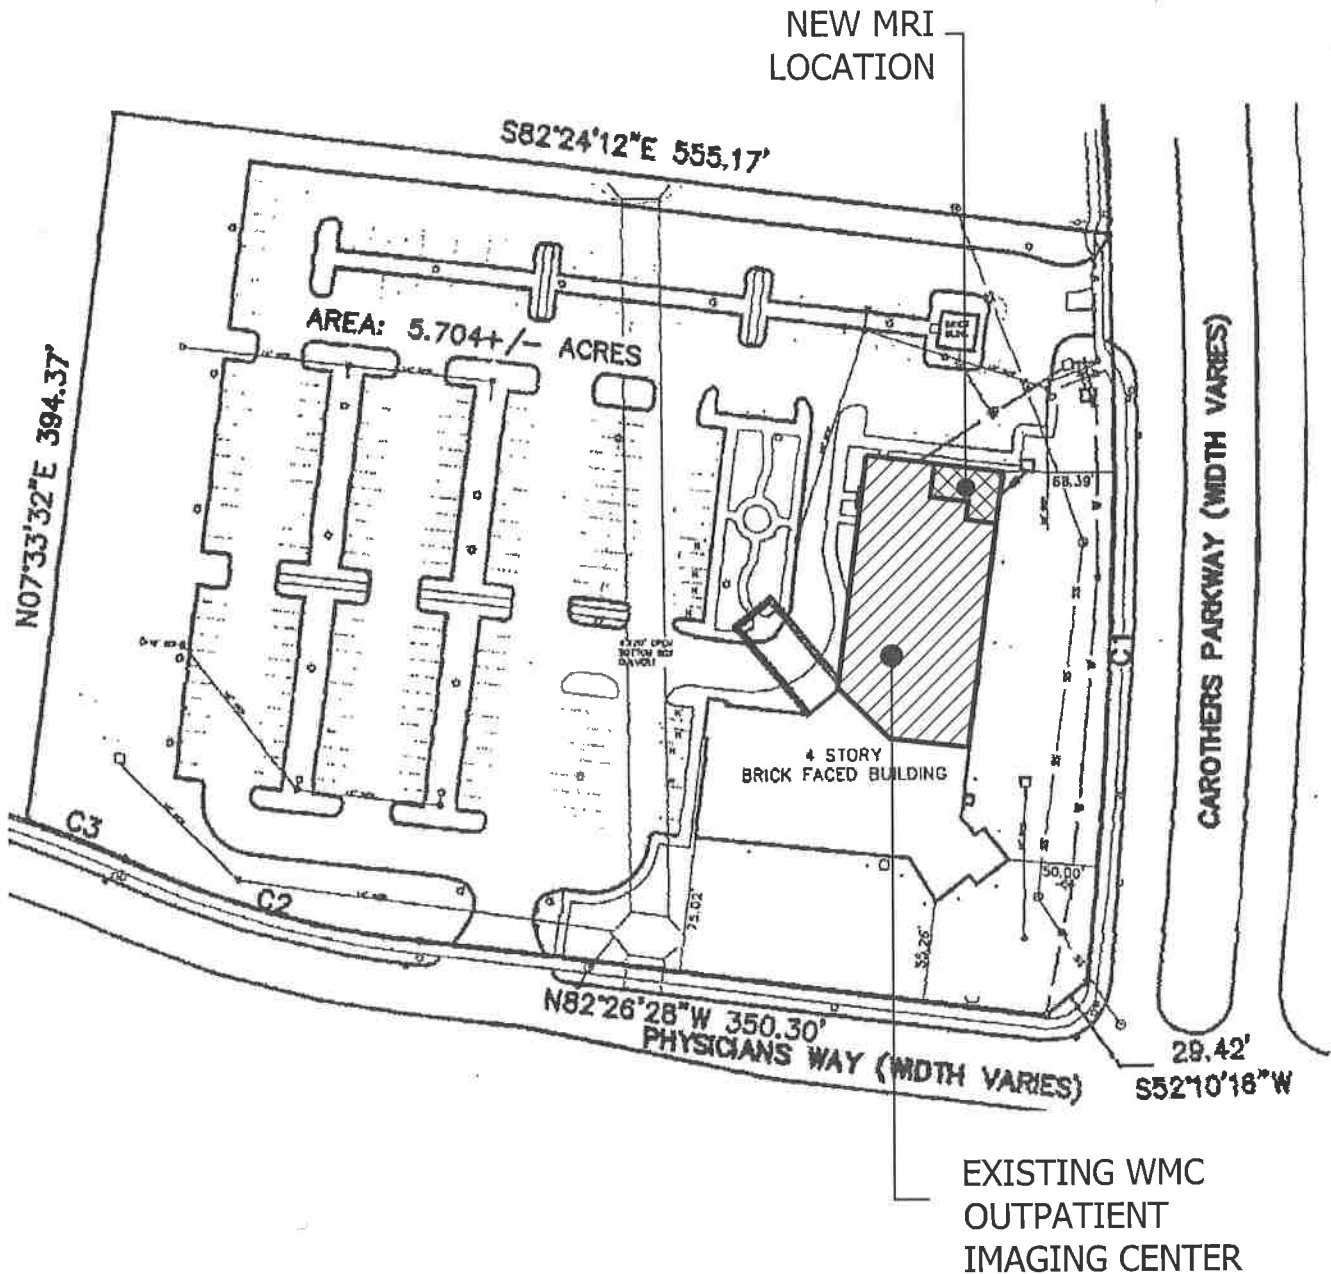 NEW MRI
LOCATION
S82°24'12"E 555.17'
AREA: 5.704+/- ACRES
N07°33'32"E 394.37'
CAROTHERS PARKWAY (WIDTH VARIES)
68.39'
C1
4 STORY
BRICK FACED BUILDING
C3
C2
50.00'
75.02'
55.26'
N82°26'28"W 350.30'
PHYSICIANS WAY (WIDTH VARIES)
29.42'
S52°10'16"W
EXISTING WMC
OUTPATIENT
IMAGING CENTER